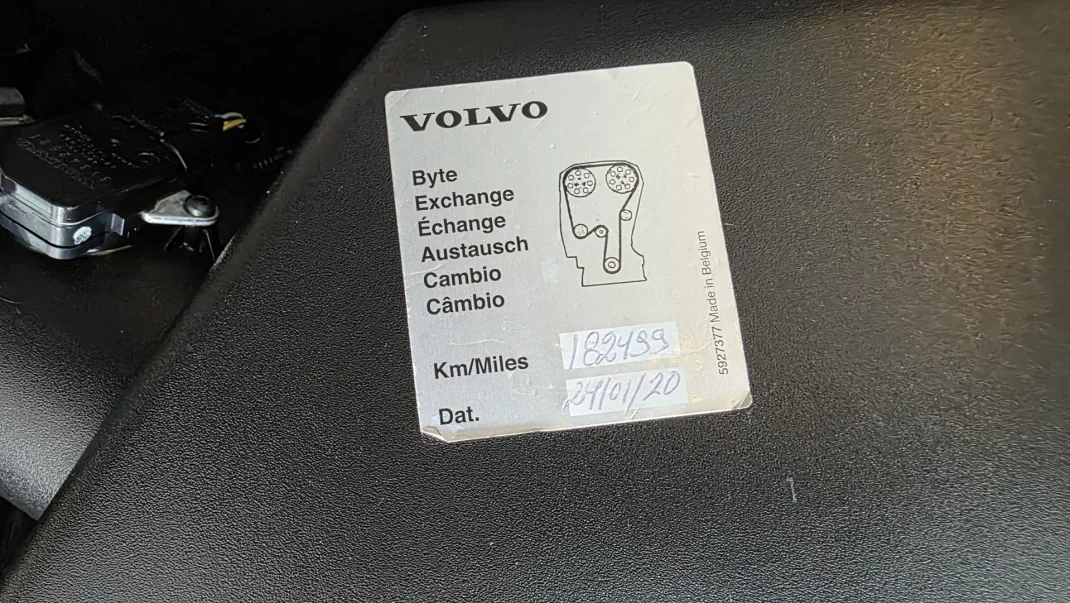 VOLVO
Byte
Exchange
Échange
Austausch
Cambio
Câmbio
Km/Miles 182499
Dat. 24/01/20
5927377 Made in Belgium